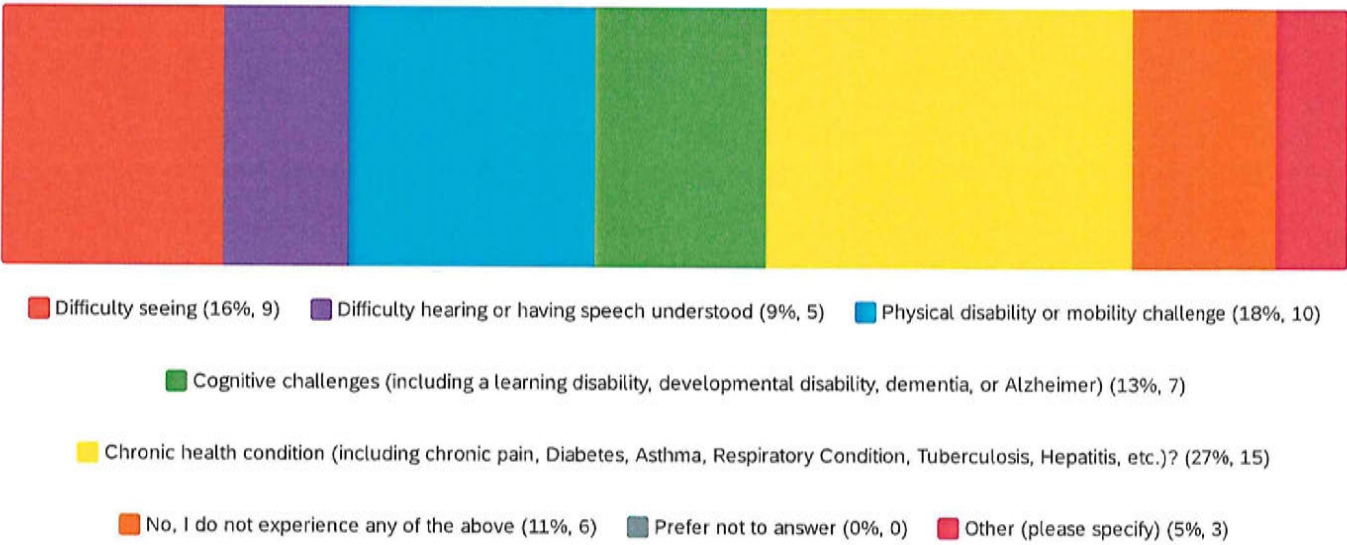 Difficulty seeing (16%, 9) Difficulty hearing or having speech understood (9%, 5) Physical disability or mobility challenge (18%, 10)
Cognitive challenges (including a learning disability, developmental disability, dementia, or Alzheimer) (13%, 7)
Chronic health condition (including chronic pain, Diabetes, Asthma, Respiratory Condition, Tuberculosis, Hepatitis, etc.)? (27%, 15)
No, I do not experience any of the above (11%, 6) Prefer not to answer (0%, 0) Other (please specify) (5%, 3)